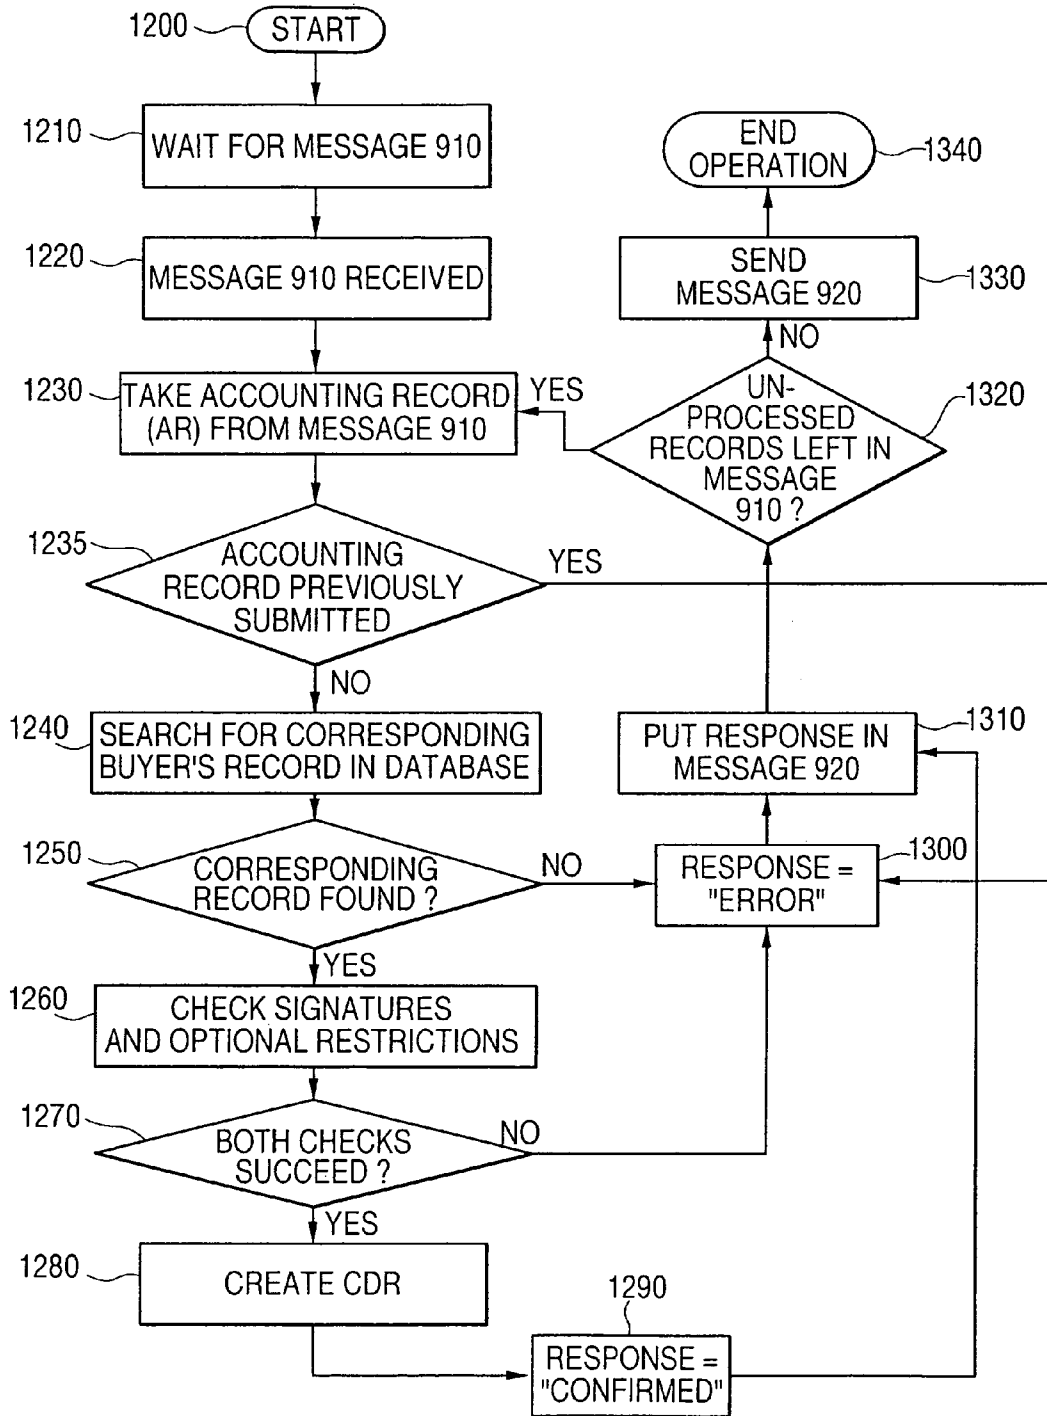 1200
START
1210
WAIT FOR MESSAGE 910
1220
MESSAGE 910 RECEIVED
1230
TAKE ACCOUNTING RECORD
(AR) FROM MESSAGE 910
1235
ACCOUNTING
RECORD PREVIOUSLY
SUBMITTED
YES
NO
1240
SEARCH FOR CORRESPONDING
BUYER'S RECORD IN DATABASE
1250
CORRESPONDING
RECORD FOUND ?
NO
YES
1260
CHECK SIGNATURES
AND OPTIONAL RESTRICTIONS
1270
BOTH CHECKS
SUCCEED ?
NO
YES
1280
CREATE CDR
1290
RESPONSE =
"CONFIRMED"
1300
RESPONSE =
"ERROR"
1310
PUT RESPONSE IN
MESSAGE 920
1320
UN-
PROCESSED
RECORDS LEFT IN
MESSAGE
910 ?
YES
NO
1330
SEND
MESSAGE 920
1340
END
OPERATION